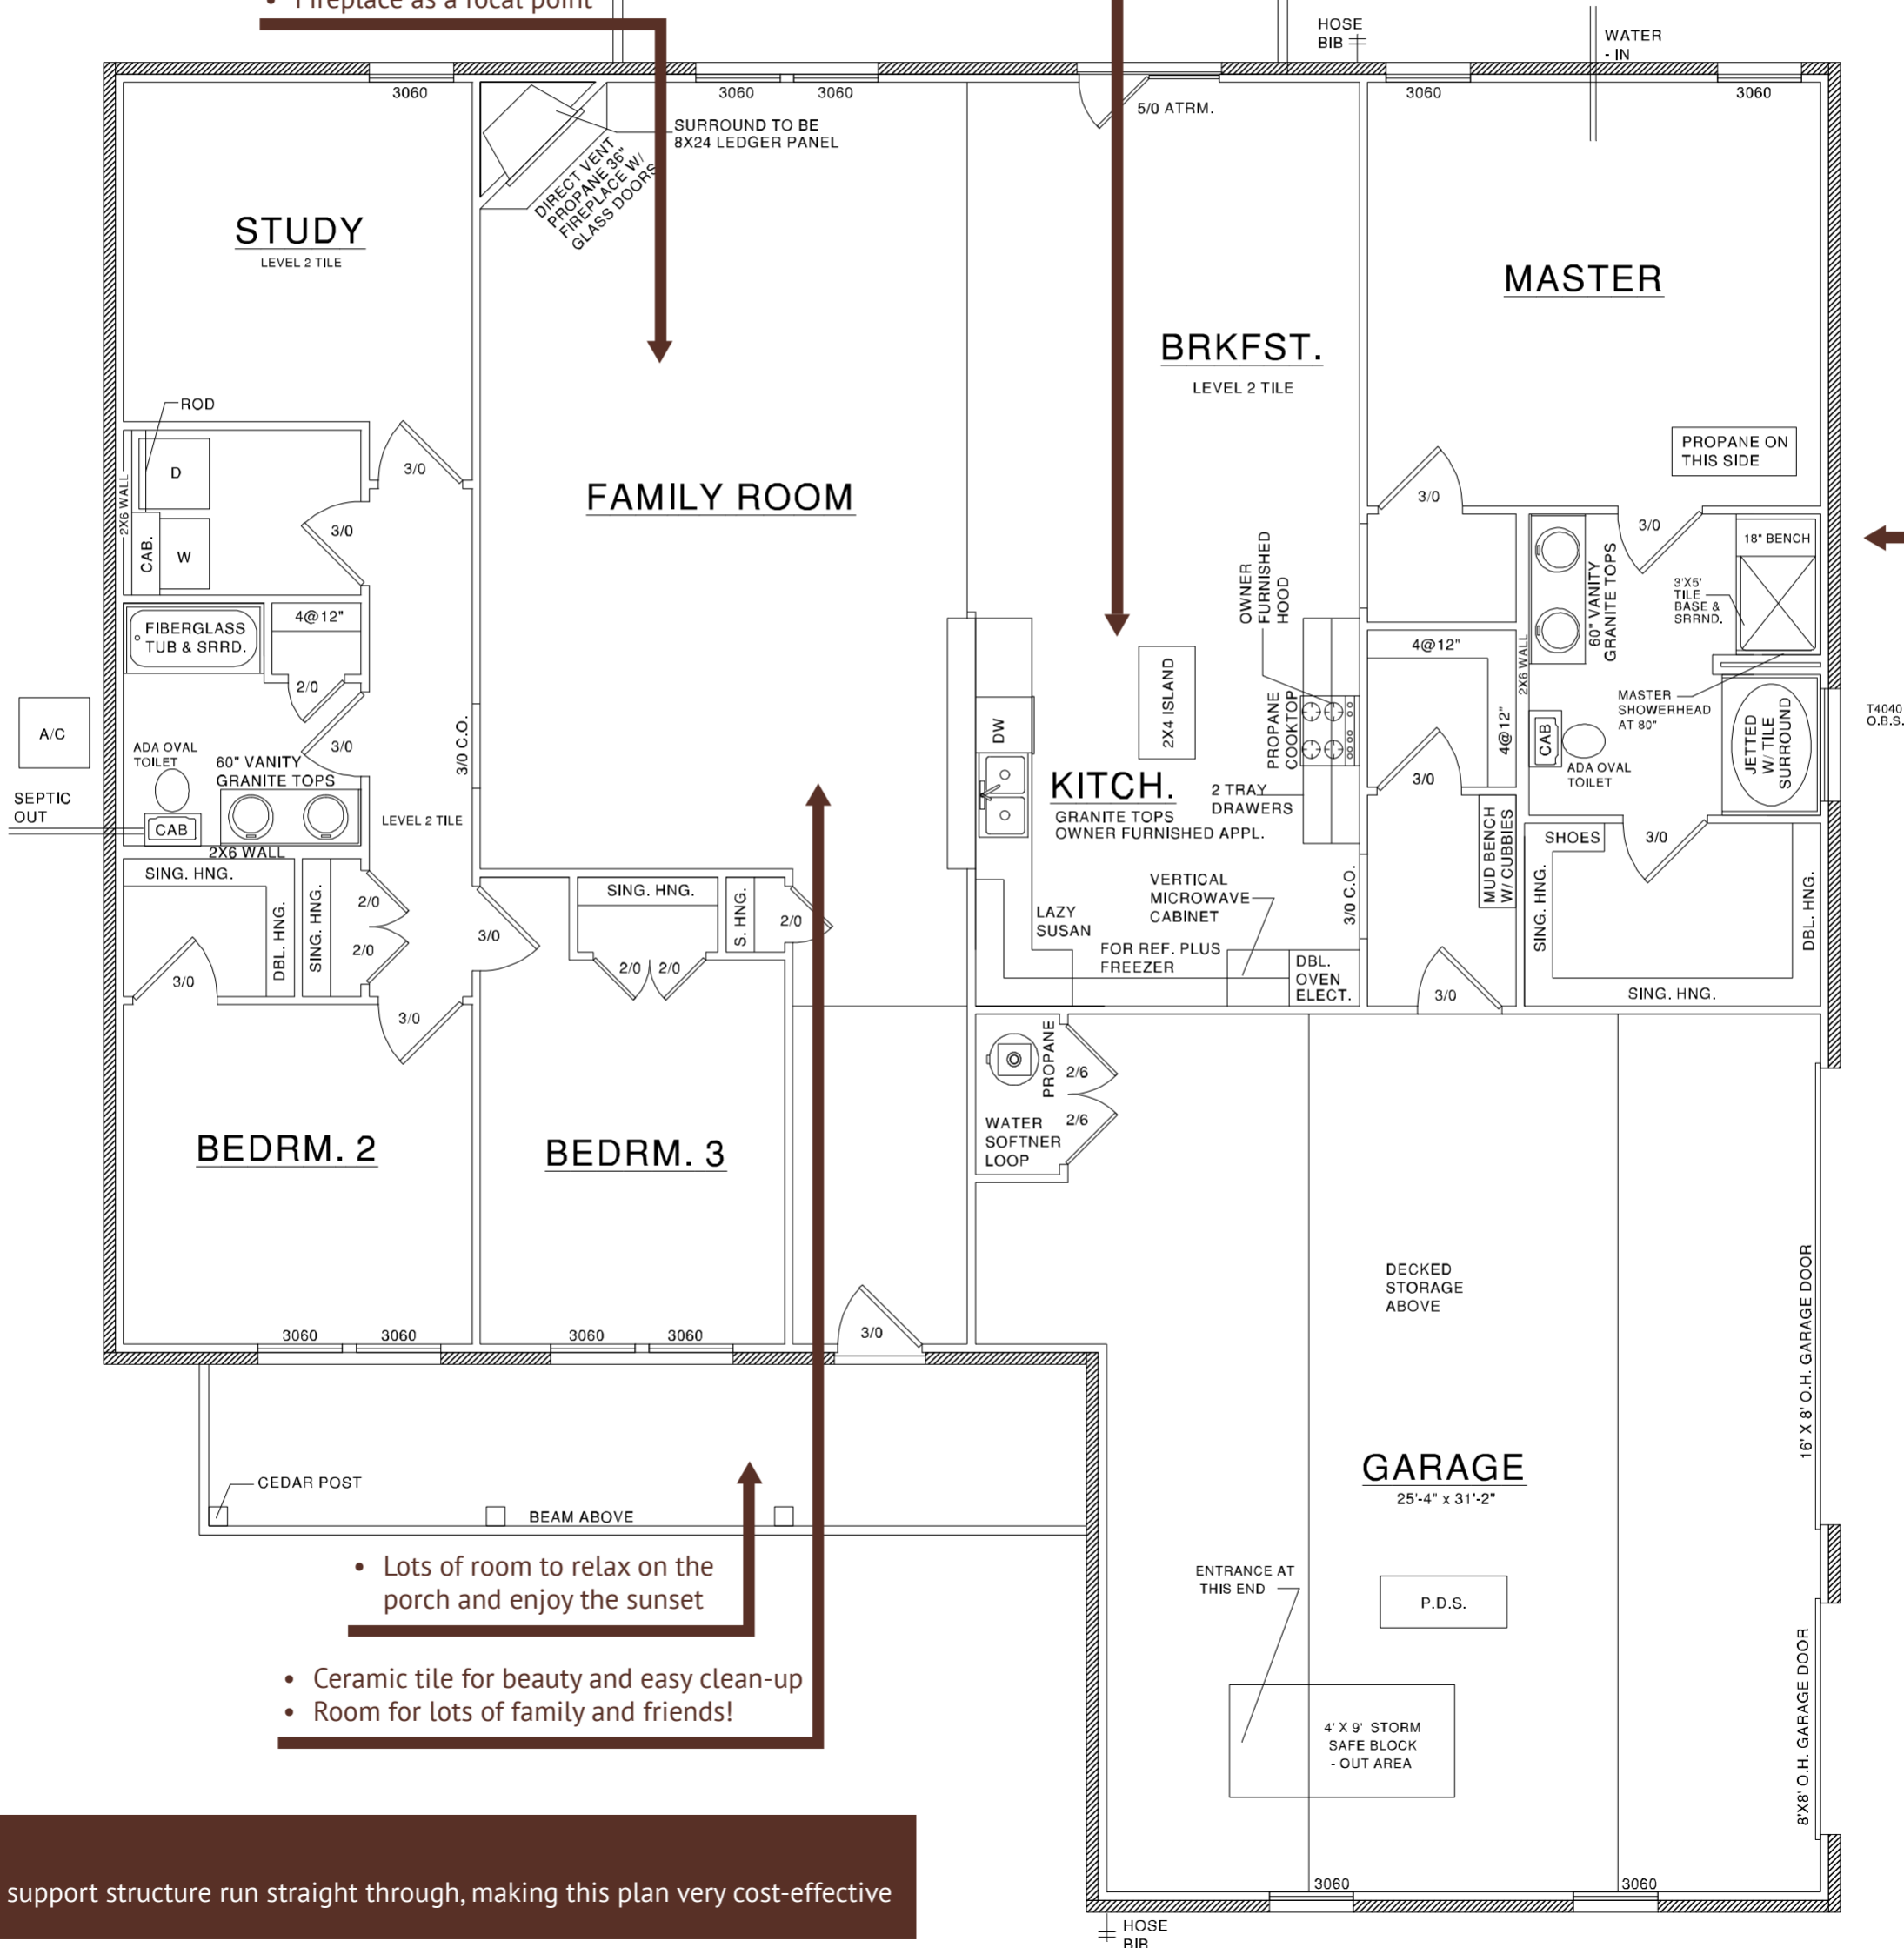 • Fireplace as a focal point
HOSE
BIB
WATER
- IN
3060
3060
3060
5/0 ATRM.
3060
3060
SURROUND TO BE
8X24 LEDGER PANEL
DIRECT VENT
PROPANE 36"
FIREPLACE W/
GLASS DOORS
STUDY
LEVEL 2 TILE
MASTER
BRKFST.
LEVEL 2 TILE
ROD
PROPANE ON
THIS SIDE
D
3/0
2X6 WALL
FAMILY ROOM
3/0
CAB.
W
3/0
3/0
18" BENCH
OWNER
FURNISHED
HOOD
60" VANITY
GRANITE TOPS
3'X5'
TILE
BASE &
SRRND.
FIBERGLASS
TUB & SRRD.
4@12"
4@12"
2X6 WALL
2/0
2X4 ISLAND
MASTER
SHOWERHEAD
AT 80"
A/C
3/0 C.O.
DW
PROPANE
COOKTOP
4@12"
CAB
JETTED
W/ TILE
SURROUND
T4040
O.B.S.
ADA OVAL
TOILET
3/0
60" VANITY
GRANITE TOPS
ADA OVAL
TOILET
3/0
KITCH.
GRANITE TOPS
OWNER FURNISHED APPL.
2 TRAY
DRAWERS
SEPTIC
OUT
CAB
LEVEL 2 TILE
2X6 WALL
MUD BENCH
W/ CUBBIES
SHOES
3/0
SING. HNG.
DBL. HNG.
SING. HNG.
2/0
2/0
3/0
SING. HNG.
S. HNG.
2/0
2/0
2/0
LAZY
SUSAN
VERTICAL
MICROWAVE
CABINET
3/0 C.O.
FOR REF. PLUS
FREEZER
DBL.
OVEN
ELECT.
SING. HNG.
DBL. HNG.
SING. HNG.
3/0
3/0
3/0
PROPANE
2/6
2/6
WATER
SOFTNER
LOOP
BEDRM. 2
BEDRM. 3
DECKED
STORAGE
ABOVE
16' X 8' O.H. GARAGE DOOR
3060
3060
3060
3060
3/0
GARAGE
25'-4" x 31'-2"
CEDAR POST
BEAM ABOVE
• Lots of room to relax on the
porch and enjoy the sunset
ENTRANCE AT
THIS END
P.D.S.
• Ceramic tile for beauty and easy clean-up
• Room for lots of family and friends!
4' X 9' STORM
SAFE BLOCK
- OUT AREA
8'X8' O.H. GARAGE DOOR
support structure run straight through, making this plan very cost-effective
3060
3060
HOSE
BIB